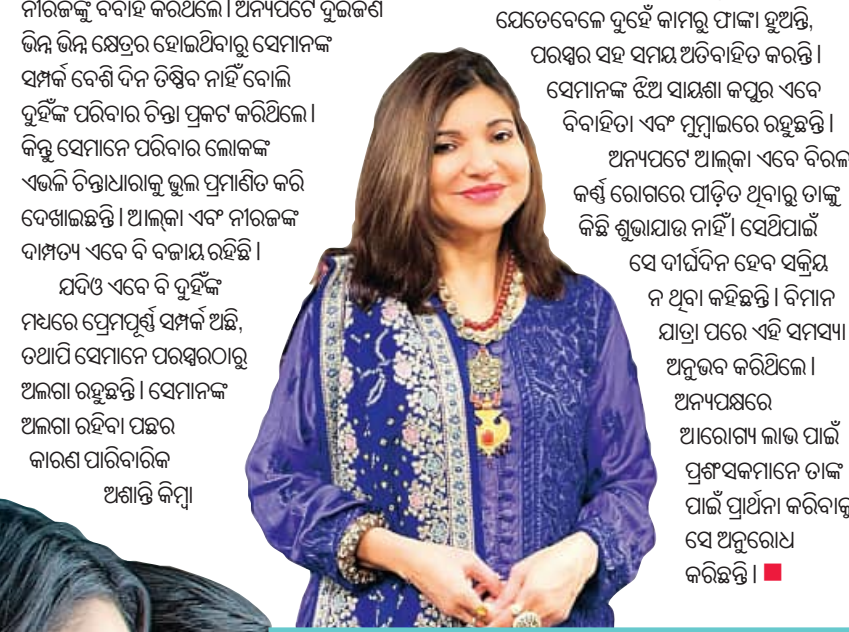 ନୀରଜଙ୍କୁ ବିବାହ କରିଥିଲେ । ଅନ୍ୟପଟେ ଦୁଇଜଣ
ଭିନ୍ନ ଭିନ୍ନ କ୍ଷେତ୍ରର ହୋଇଥିବାରୁ ସେମାନଙ୍କ
ସମ୍ପର୍କ ବେଶି ଦିନ ତିଷ୍ଠିବ ନାହିଁ ବୋଲି
ଦୁହିଁଙ୍କ ପରିବାର ଚିନ୍ତା ପ୍ରକଟ କରିଥିଲେ ।
କିନ୍ତୁ ସେମାନେ ପରିବାର ଲୋକଙ୍କ
ଏଭଳି ଚିନ୍ତାଧାରାକୁ ଭୁଲ ପ୍ରମାଣିତ କରି
ଦେଖାଇଛନ୍ତି । ଆଲ୍‌କା ଏବଂ ନୀରଜଙ୍କ
ଦାମ୍ପତ୍ୟ ଏବେ ବି ବଜାୟ ରହିଛି ।
ଯଦିଓ ଏବେ ବି ଦୁହିଁଙ୍କ
ମଧ୍ୟରେ ପ୍ରେମପୂର୍ଣ୍ଣ ସମ୍ପର୍କ ଅଛି,
ତଥାପି ସେମାନେ ପରସ୍ପରଠାରୁ
ଅଲଗା ରହୁଛନ୍ତି । ସେମାନଙ୍କ
ଅଲଗା ରହିବା ପଛର
କାରଣ ପାରିବାରିକ
ଅଶାନ୍ତି କିମ୍ବା
ଯେତେବେଳେ ଦୁହେଁ କାମରୁ ଫାଙ୍କା ହୁଅନ୍ତି,
ପରସ୍ପର ସହ ସମୟ ଅତିବାହିତ କରନ୍ତି ।
ସେମାନଙ୍କ ଝିଅ ସାୟଶା କପୁର ଏବେ
ବିବାହିତା ଏବଂ ମୁମ୍ବାଇରେ ରହୁଛନ୍ତି ।
ଅନ୍ୟପଟେ ଆଲ୍‌କା ଏବେ ବିରଳ
କର୍ଣ୍ଣ ରୋଗରେ ପୀଡ଼ିତ ଥିବାରୁ ତାଙ୍କୁ
କିଛି ଶୁଭାଯାଉ ନାହିଁ । ସେଥିପାଇଁ
ସେ ଦୀର୍ଘଦିନ ହେବ ସକ୍ରିୟ
ନ ଥିବା କହିଛନ୍ତି । ବିମାନ
ଯାତ୍ରା ପରେ ଏହି ସମସ୍ୟା
ଅନୁଭବ କରିଥିଲେ ।
ଅନ୍ୟପକ୍ଷରେ
ଆରୋଗ୍ୟ ଲାଭ ପାଇଁ
ପ୍ରଶଂସକମାନେ ତାଙ୍କ
ପାଇଁ ପ୍ରାର୍ଥନା କରିବାକୁ
ସେ ଅନୁରୋଧ
କରିଛନ୍ତି ।